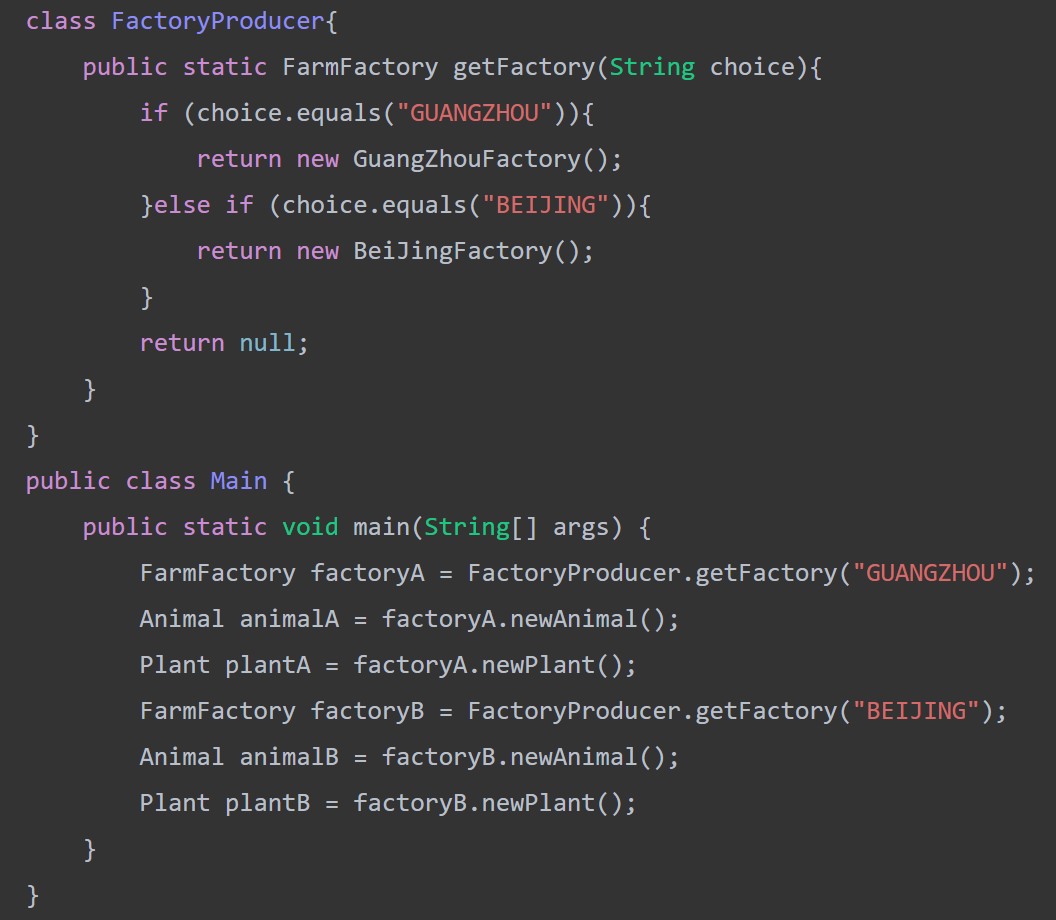 class FactoryProducer{
    public static FarmFactory getFactory(String choice){
        if (choice.equals("GUANGZHOU")){
            return new GuangZhouFactory();
        }else if (choice.equals("BEIJING")){
            return new BeiJingFactory();
        }
        return null;
    }
}
public class Main {
    public static void main(String[] args) {
        FarmFactory factoryA = FactoryProducer.getFactory("GUANGZHOU");
        Animal animalA = factoryA.newAnimal();
        Plant plantA = factoryA.newPlant();
        FarmFactory factoryB = FactoryProducer.getFactory("BEIJING");
        Animal animalB = factoryB.newAnimal();
        Plant plantB = factoryB.newPlant();
    }
}